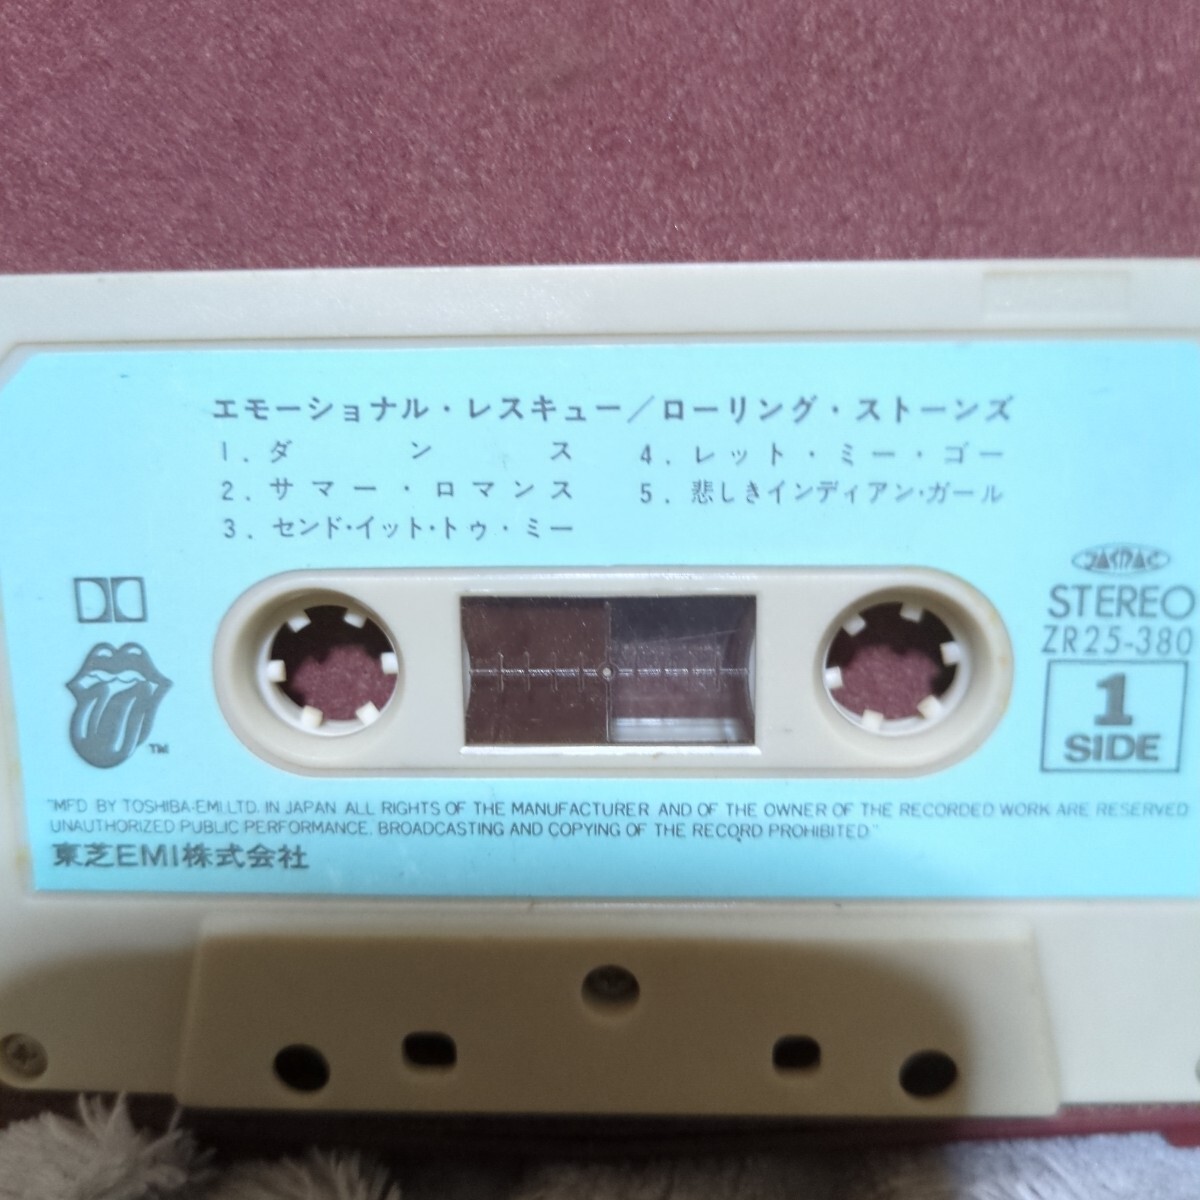 エモーショナル・レスキュー／ローリング・ストーンズ
1. ダンス
2. サマー・ロマンス
3. センド・イット・トゥ・ミー
4. レット・ミー・ゴー
5. 悲しきインディアン・ガール
JASRAC
STEREO
ZR25-380
1
SIDE
TM
"MFD BY TOSHIBA-EMI LTD. IN JAPAN ALL RIGHTS OF THE MANUFACTURER AND OF THE OWNER OF THE RECORDED WORK ARE RESERVED
UNAUTHORIZED PUBLIC PERFORMANCE, BROADCASTING AND COPYING OF THE RECORD PROHIBITED."
東芝EMI株式会社